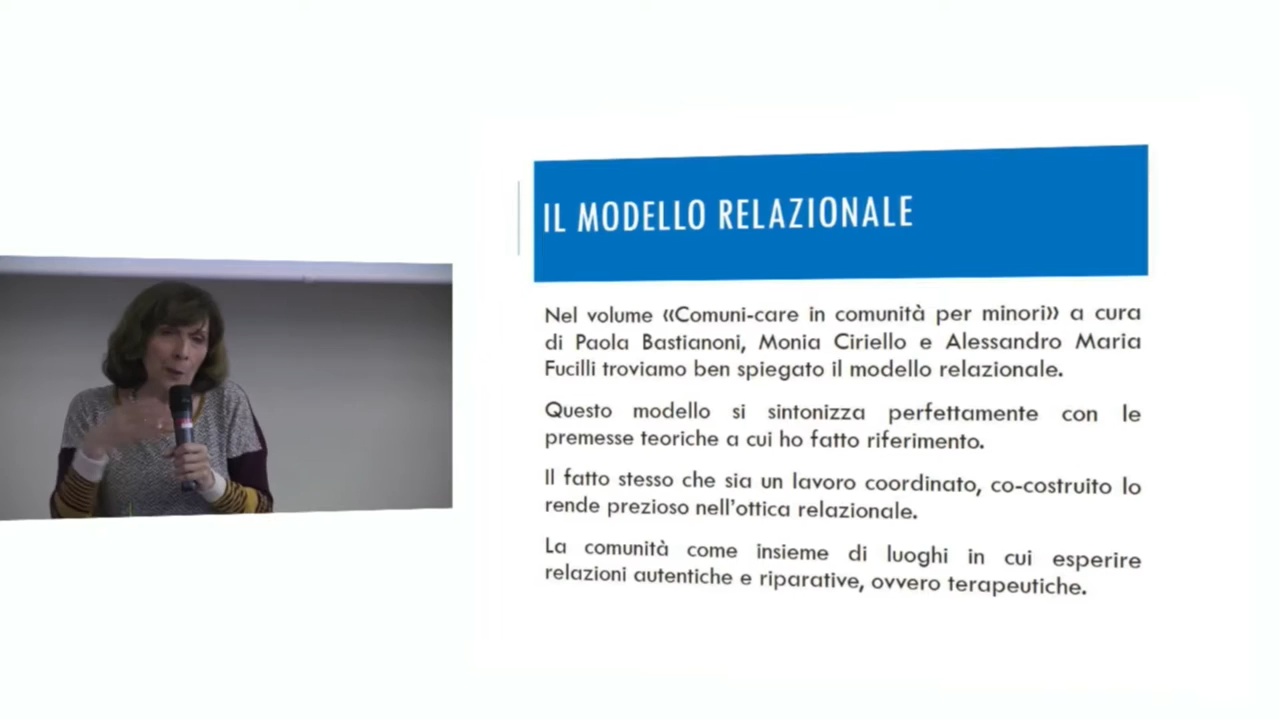 IL MODELLO RELAZIONALE
Nel volume «Comuni-care in comunità per minori» a cura
di Paola Bastianoni, Monia Ciriello e Alessandro Maria
Fucilli troviamo ben spiegato il modello relazionale.
Questo modello si sintonizza perfettamente con le
premesse teoriche a cui ho fatto riferimento.
Il fatto stesso che sia un lavoro coordinato, co-costruito lo
rende prezioso nell'ottica relazionale.
La comunità come insieme di luoghi in cui esperire
relazioni autentiche e riparative, ovvero terapeutiche.